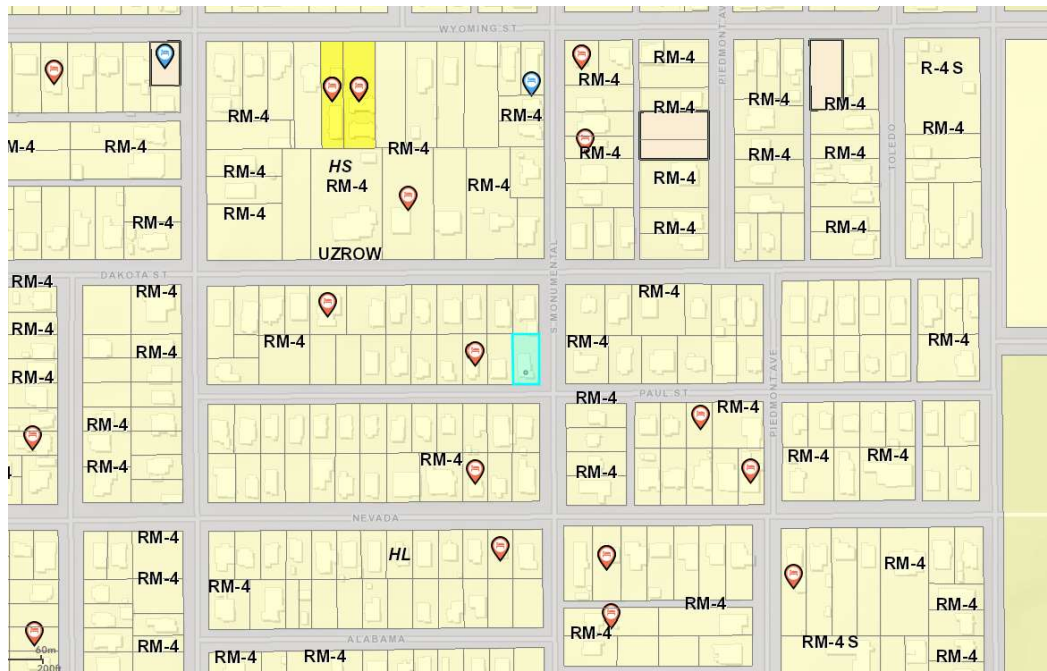 WYOMING ST
PIEDMONT AV
RM-4
RM-4
R-4 S
RM-4
RM-4
RM-4
RM-4
RM-4
RM-4
TOLEDO
RM-4
RM-4
RM-4
RM-4
RM-4
RM-4
HS
RM-4
RM-4
RM-4
RM-4
RM-4
RM-4
RM-4
RM-4
UZROW
S MONUMENTAL
DAKOTA ST
RM-4
RM-4
RM-4
RM-4
RM-4
RM-4
RM-4
RM-4
RM-4
PAUL ST
PIEDMONT AVE
RM-4
RM-4
RM-4
RM-4
RM-4
RM-4
RM-4
RM-4
NEVADA
RM-4
HL
RM-4
RM-4
RM-4
RM-4
RM-4
RM-4
RM-4
RM-4 S
RM-4
ALABAMA
60m
200ft
RM-4
RM-4
RM-4